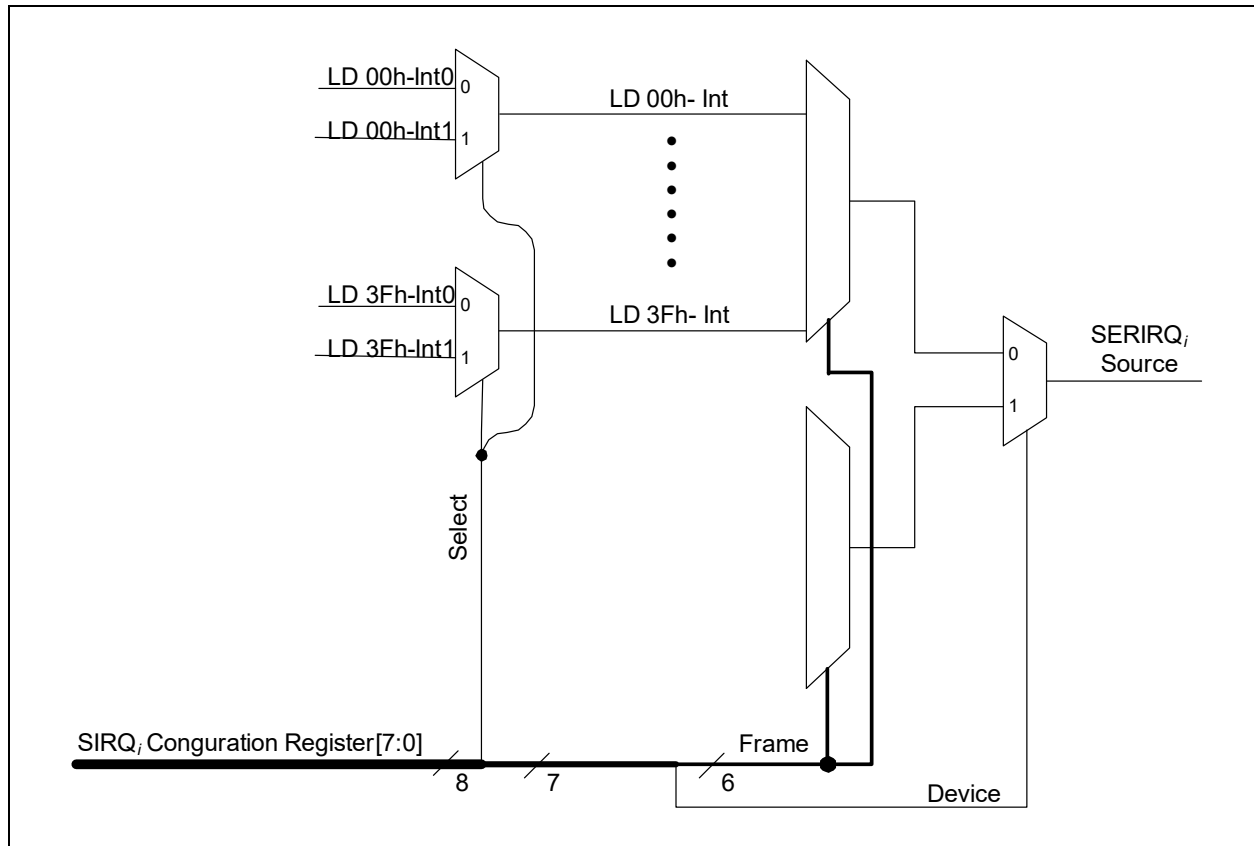 LD 00h-Int0
0
LD 00h-Int1
1
LD 00h- Int
LD 3Fh-Int0
0
LD 3Fh-Int1
1
LD 3Fh- Int
0
1
SERIRQi
Source
Select
SIRQi Conguration Register[7:0]
8
7
6
Frame
Device